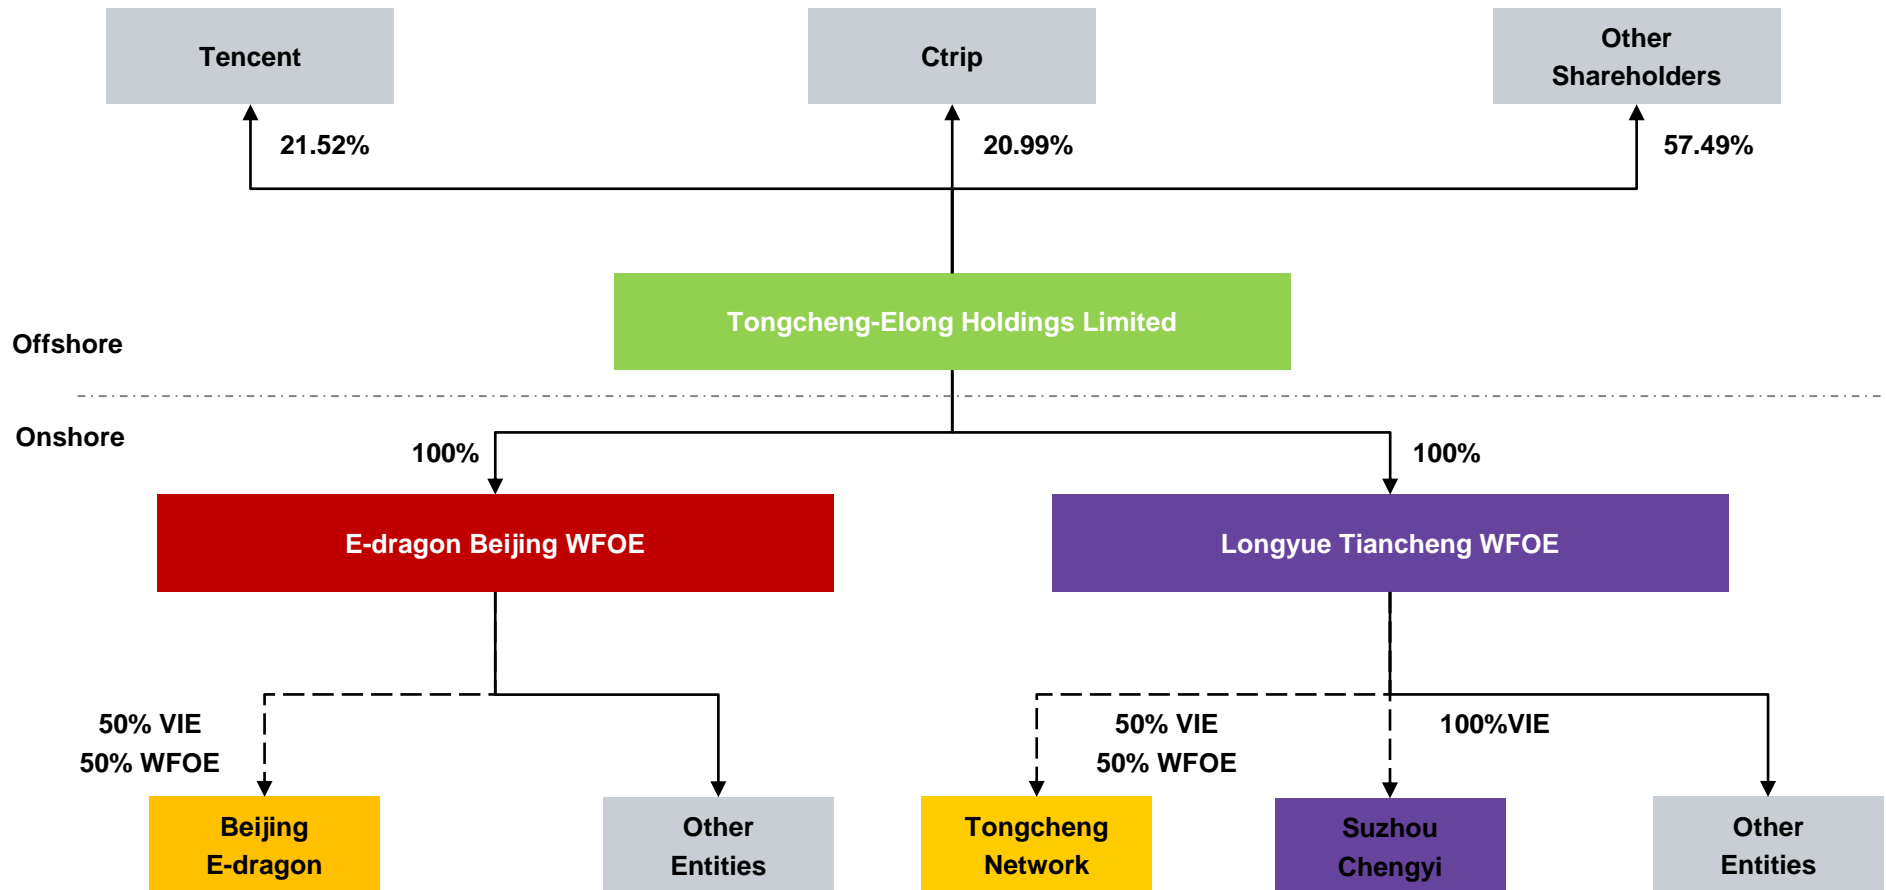 Tencent
Ctrip
Other
Shareholders
21.52%
20.99%
57.49%
Tongcheng-Elong Holdings Limited
Offshore
Onshore
100%
100%
E-dragon Beijing WFOE
Longyue Tiancheng WFOE
50% VIE
50% WFOE
50% VIE
50% WFOE
100%VIE
Beijing
E-dragon
Other
Entities
Tongcheng
Network
Suzhou
Chengyi
Other
Entities